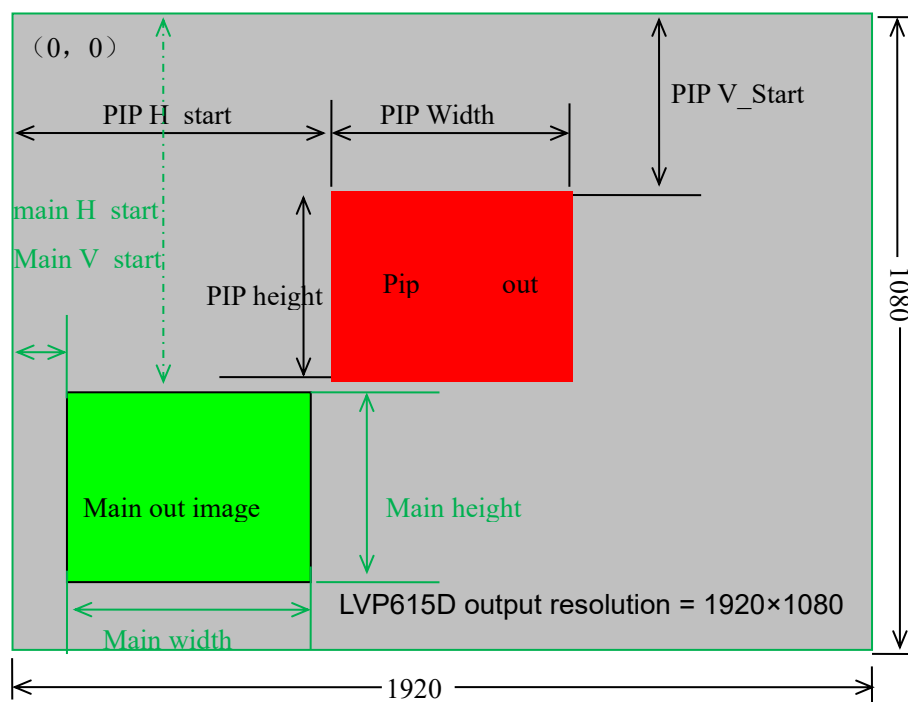 （0，0）
PIP V_Start
PIP H start
PIP Width
main H start
Main V start
PIP height
Pip out
1080
Main out image
Main height
LVP615D output resolution = 1920×1080
Main width
1920